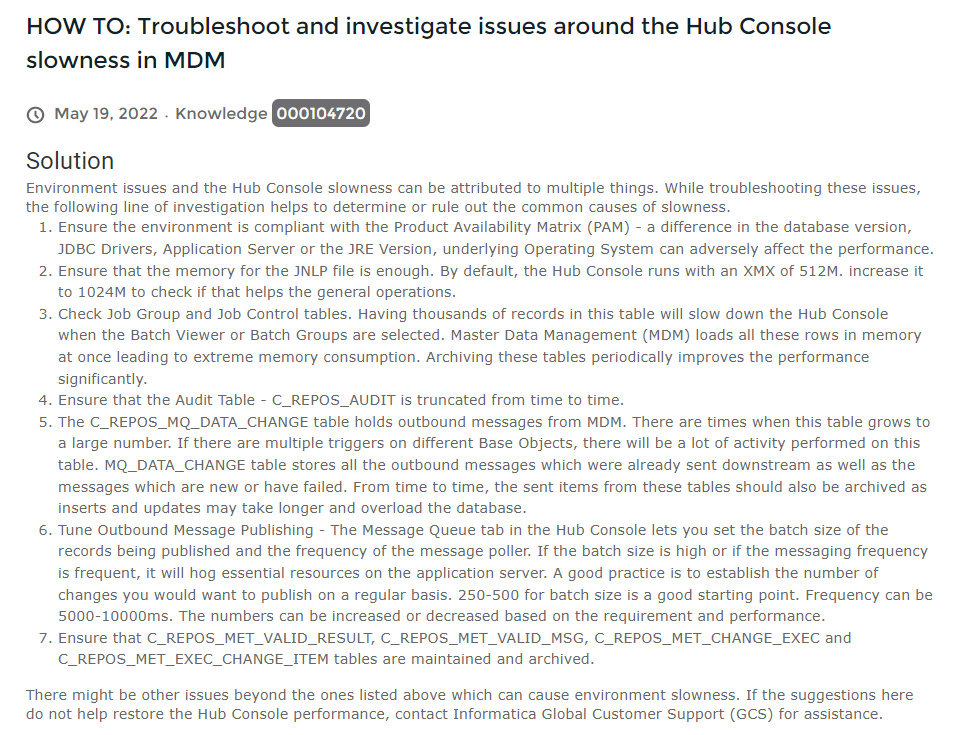 HOW TO: Troubleshoot and investigate issues around the Hub Console
slowness in MDM
May 19, 2022 · Knowledge 000104720
Solution
Environment issues and the Hub Console slowness can be attributed to multiple things. While troubleshooting these issues,
the following line of investigation helps to determine or rule out the common causes of slowness.
1. Ensure the environment is compliant with the Product Availability Matrix (PAM) - a difference in the database version,
JDBC Drivers, Application Server or the JRE Version, underlying Operating System can adversely affect the performance.
2. Ensure that the memory for the JNLP file is enough. By default, the Hub Console runs with an XMX of 512M. increase it
to 1024M to check if that helps the general operations.
3. Check Job Group and Job Control tables. Having thousands of records in this table will slow down the Hub Console
when the Batch Viewer or Batch Groups are selected. Master Data Management (MDM) loads all these rows in memory
at once leading to extreme memory consumption. Archiving these tables periodically improves the performance
significantly.
4. Ensure that the Audit Table - C_REPOS_AUDIT is truncated from time to time.
5. The C_REPOS_MQ_DATA_CHANGE table holds outbound messages from MDM. There are times when this table grows to
a large number. If there are multiple triggers on different Base Objects, there will be a lot of activity performed on this
table. MQ_DATA_CHANGE table stores all the outbound messages which were already sent downstream as well as the
messages which are new or have failed. From time to time, the sent items from these tables should also be archived as
inserts and updates may take longer and overload the database.
6. Tune Outbound Message Publishing - The Message Queue tab in the Hub Console lets you set the batch size of the
records being published and the frequency of the message poller. If the batch size is high or if the messaging frequency
is frequent, it will hog essential resources on the application server. A good practice is to establish the number of
changes you would want to publish on a regular basis. 250-500 for batch size is a good starting point. Frequency can be
5000-10000ms. The numbers can be increased or decreased based on the requirement and performance.
7. Ensure that C_REPOS_MET_VALID_RESULT, C_REPOS_MET_VALID_MSG, C_REPOS_MET_CHANGE_EXEC and
C_REPOS_MET_EXEC_CHANGE_ITEM tables are maintained and archived.
There might be other issues beyond the ones listed above which can cause environment slowness. If the suggestions here
do not help restore the Hub Console performance, contact Informatica Global Customer Support (GCS) for assistance.